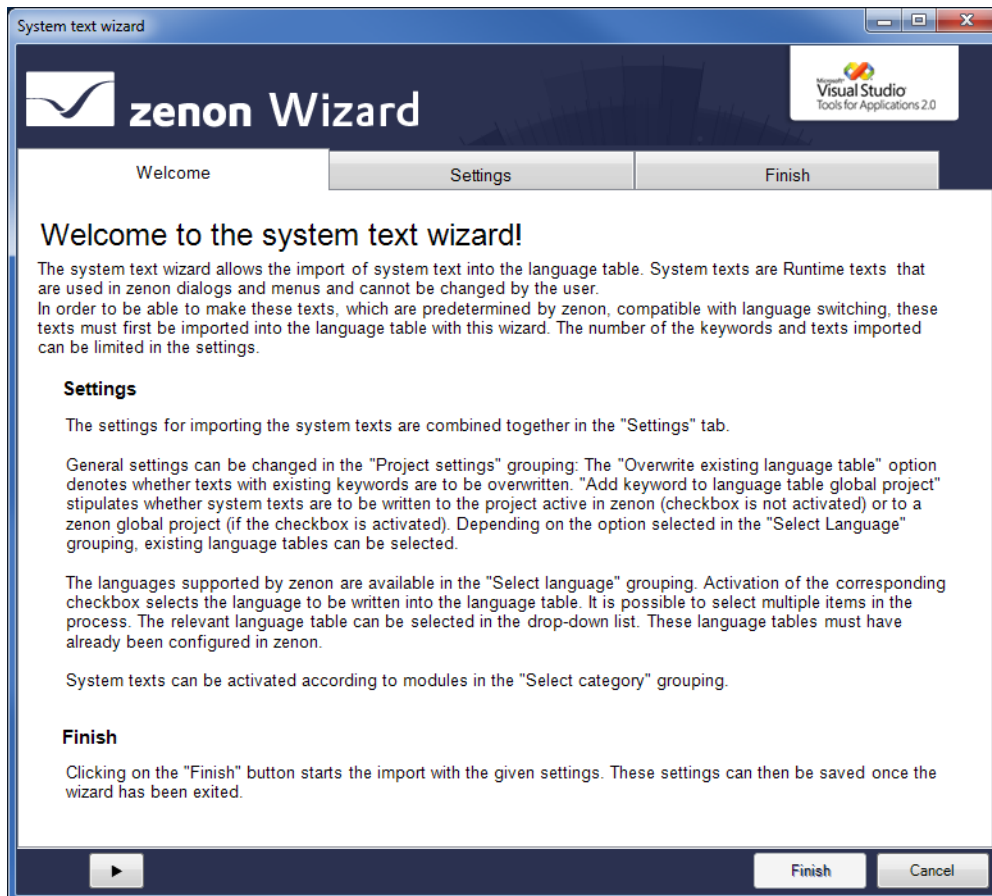 System text wizard
zenon Wizard
Microsoft
Visual Studio
Tools for Applications 2.0
Welcome
Settings
Finish
Welcome to the system text wizard!
The system text wizard allows the import of system text into the language table. System texts are Runtime texts that
are used in zenon dialogs and menus and cannot be changed by the user.
In order to be able to make these texts, which are predetermined by zenon, compatible with language switching, these
texts must first be imported into the language table with this wizard. The number of the keywords and texts imported
can be limited in the settings.
Settings
The settings for importing the system texts are combined together in the "Settings" tab.
General settings can be changed in the "Project settings" grouping: The "Overwrite existing language table" option
denotes whether texts with existing keywords are to be overwritten. "Add keyword to language table global project"
stipulates whether system texts are to be written to the project active in zenon (checkbox is not activated) or to a
zenon global project (if the checkbox is activated). Depending on the option selected in the "Select Language"
grouping, existing language tables can be selected.
The languages supported by zenon are available in the "Select language" grouping. Activation of the corresponding
checkbox selects the language to be written into the language table. It is possible to select multiple items in the
process. The relevant language table can be selected in the drop-down list. These language tables must have
already been configured in zenon.
System texts can be activated according to modules in the "Select category" grouping.
Finish
Clicking on the "Finish" button starts the import with the given settings. These settings can then be saved once the
wizard has been exited.
Finish
Cancel